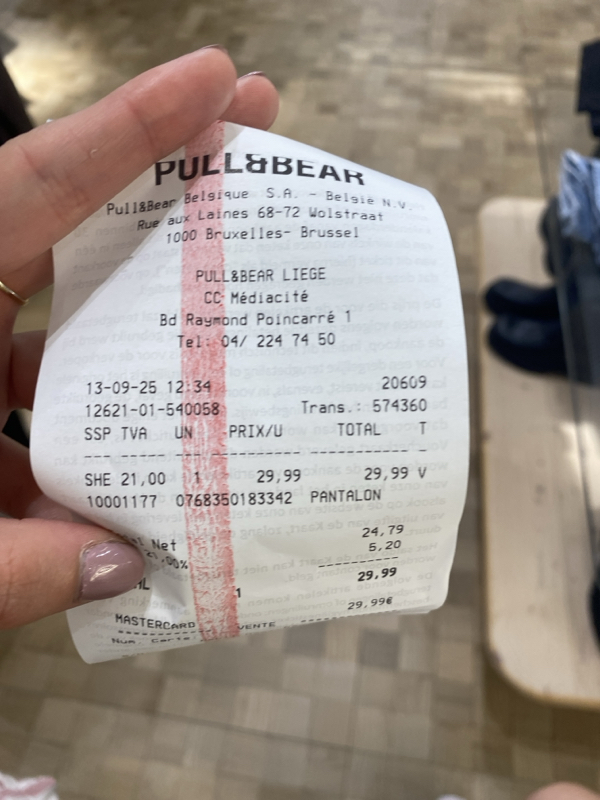 PULL&BEAR
Pull&Bear Belgique S.A. - België N.V.
Rue aux Laines 68-72 Wolstraat
1000 Bruxelles- Brussel
PULL&BEAR LIEGE
CC Médiacité
Bd Raymond Poincarré 1
Tel: 04/ 224 74 50
13-09-25 12:34 20609
12621-01-540058 Trans.: 574360
SSP TVA UN PRIX/U TOTAL T
SHE 21,00 1 29,99 29,99 V
10001177 0768350183342 PANTALON
Net 24,79
5,20
1 29,99
29,99€
MASTERCARD VENTE